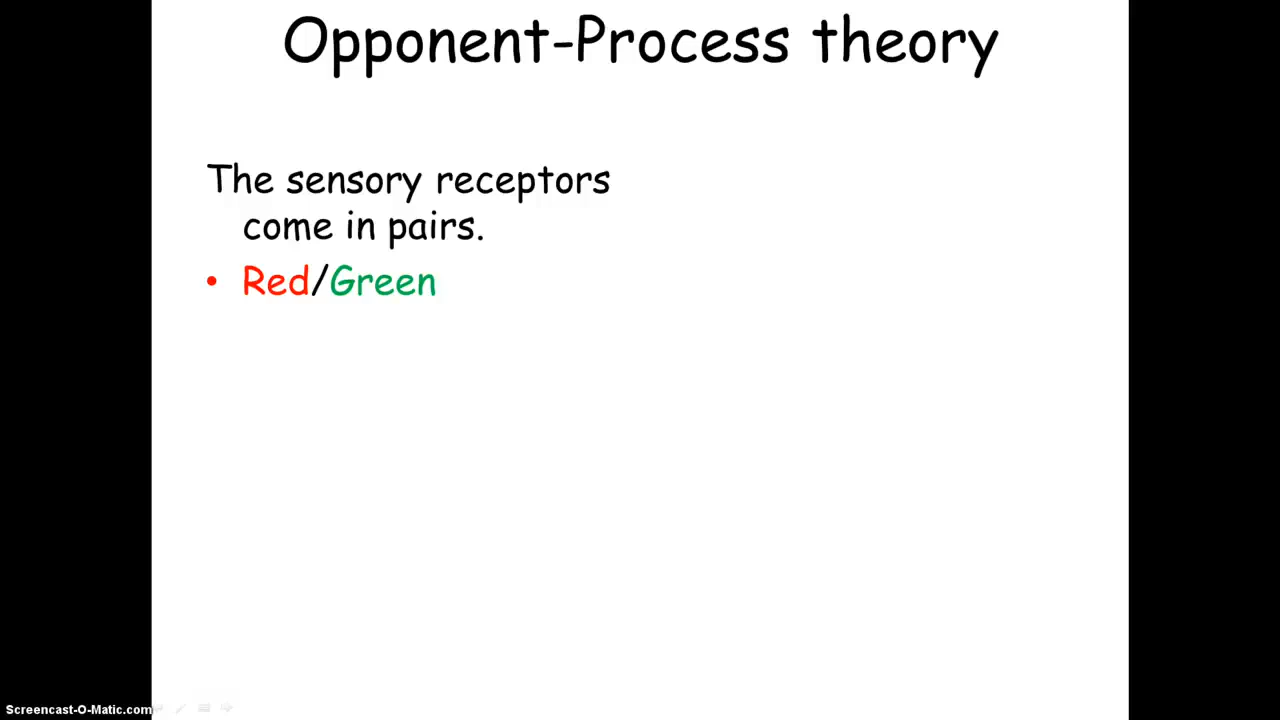 Opponent-Process theory
The sensory receptors
come in pairs.
• Red/Green
Screencast-O-Matic.com